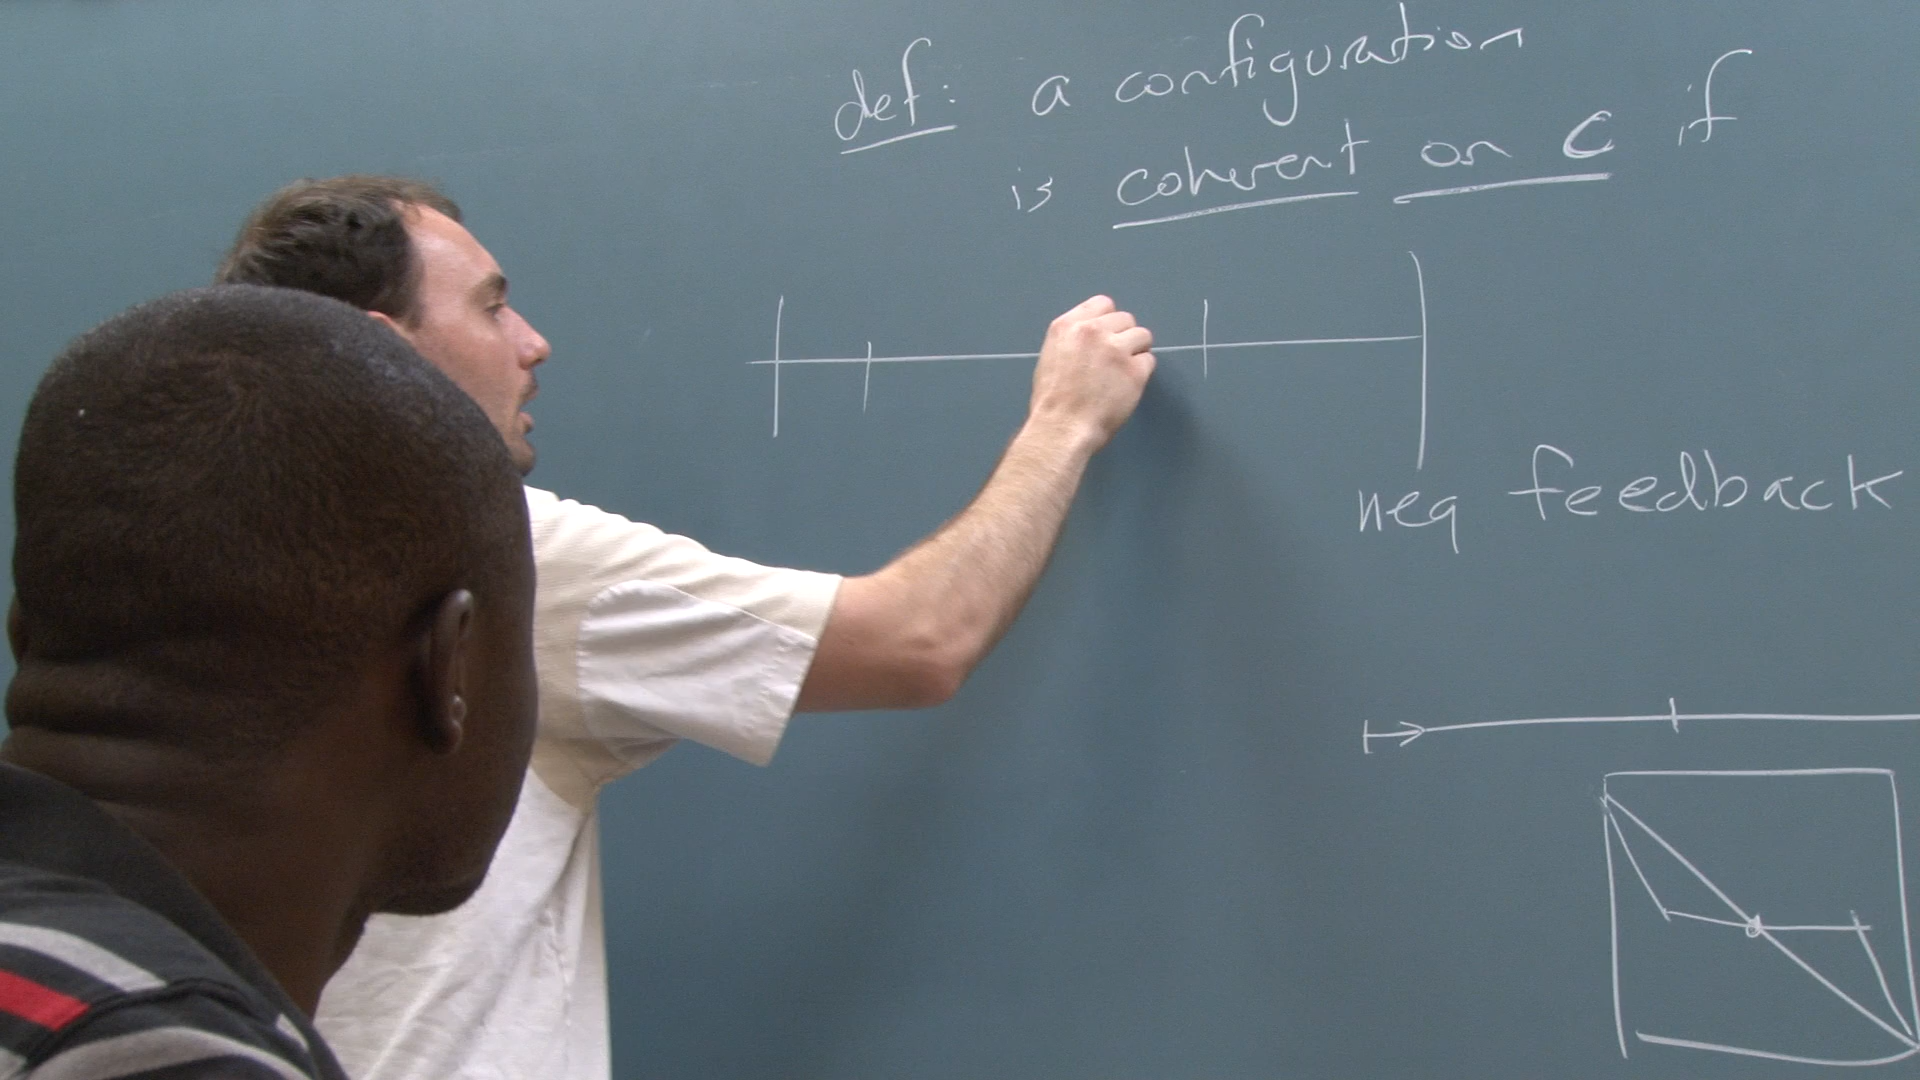 def: a configuration
is coherent on C if
neg feedback